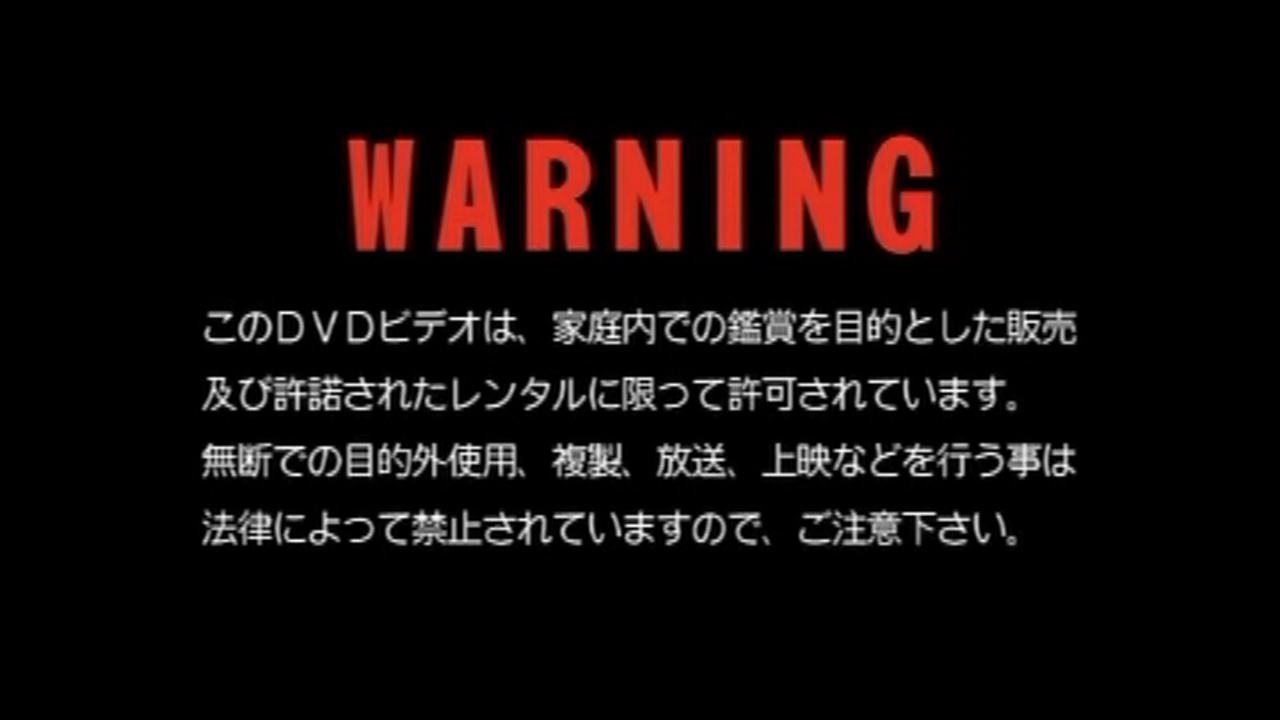 WARNING
このＤＶＤビデオは、家庭内での鑑賞を目的とした販売
及び許諾されたレンタルに限って許可されています。
無断での目的外使用、複製、放送、上映などを行う事は
法律によって禁止されていますので、ご注意下さい。